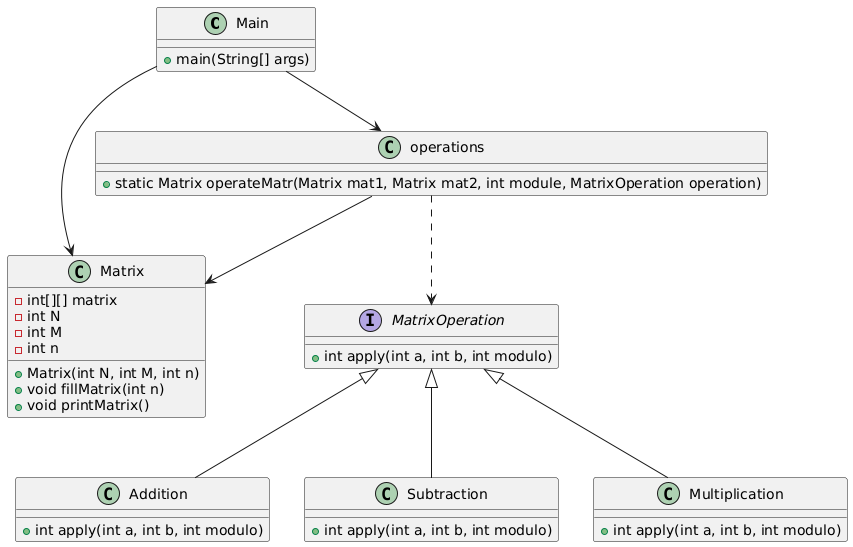 C Main
main(String[] args)
C operations
static Matrix operateMatr(Matrix mat1, Matrix mat2, int module, MatrixOperation operation)
C Matrix
int[][] matrix
int N
int M
int n
Matrix(int N, int M, int n)
void fillMatrix(int n)
void printMatrix()
I MatrixOperation
int apply(int a, int b, int modulo)
C Addition
int apply(int a, int b, int modulo)
C Subtraction
int apply(int a, int b, int modulo)
C Multiplication
int apply(int a, int b, int modulo)